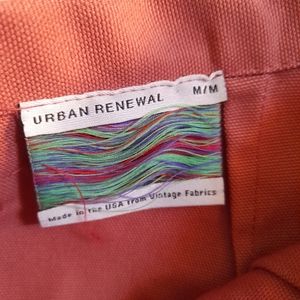 URBAN RENEWAL M/M
Made in the USA from Vintage Fabrics